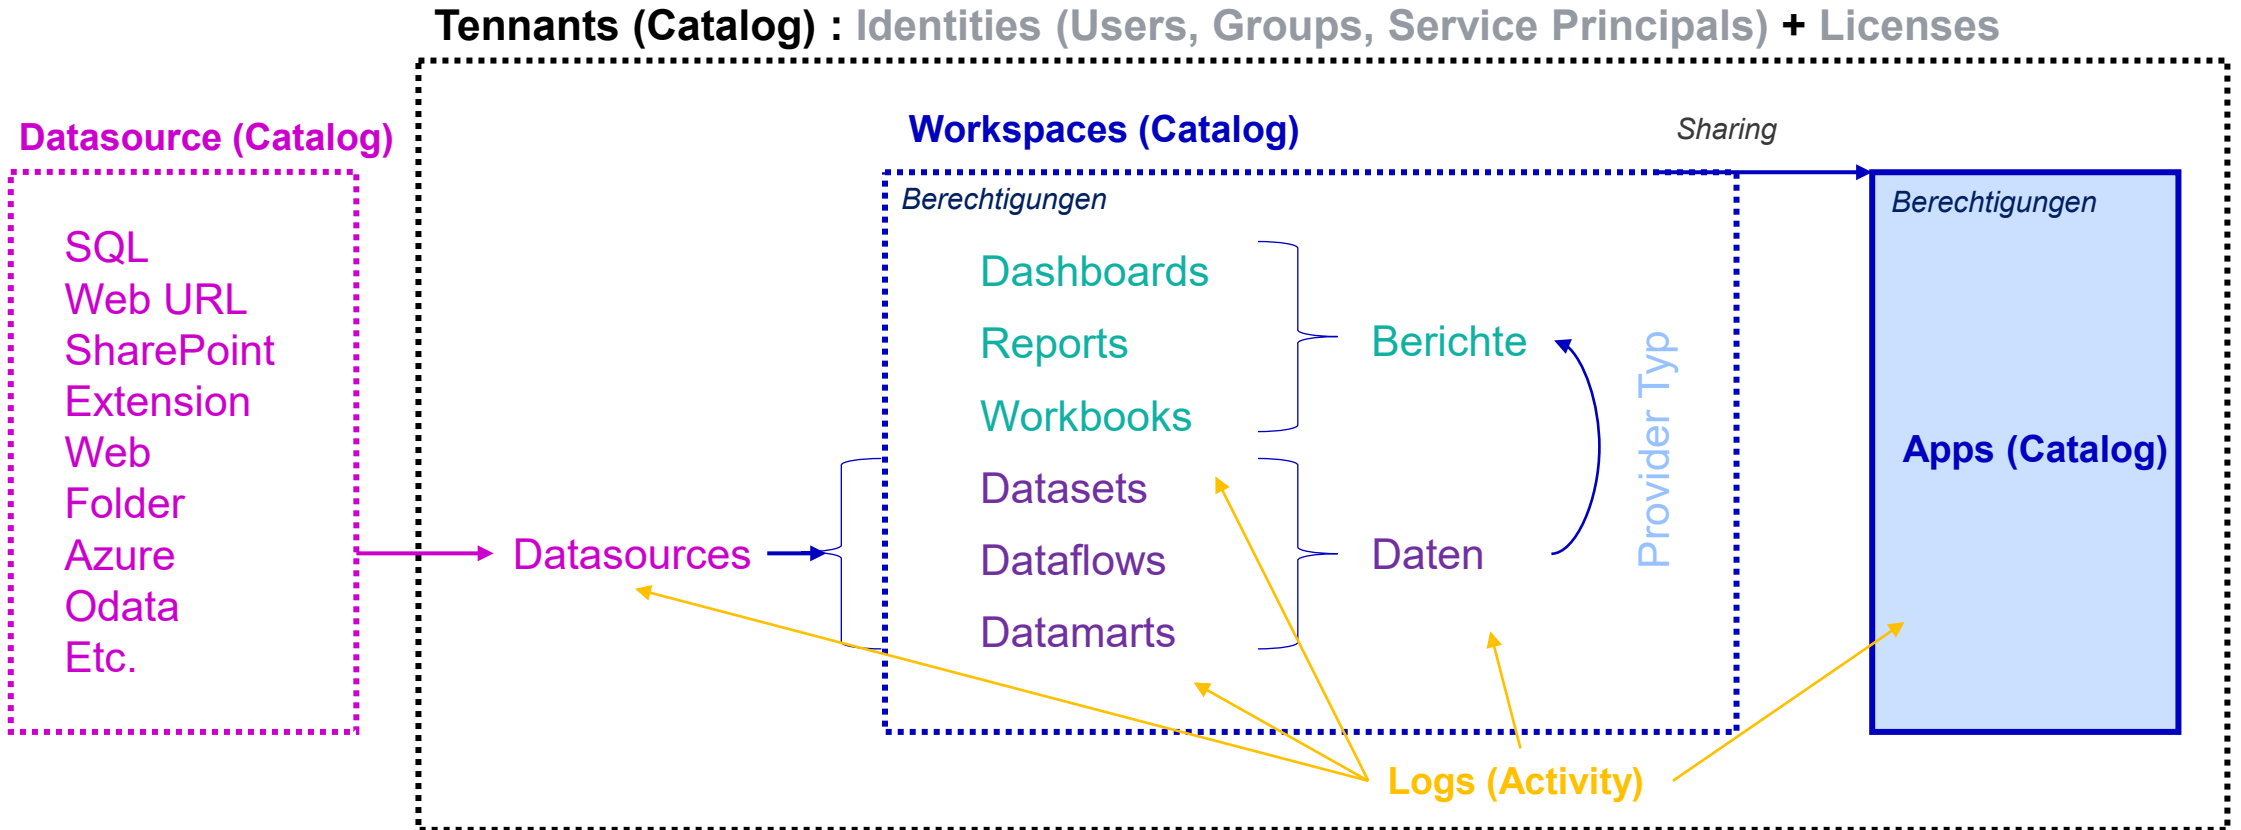 Tennants (Catalog) : Identities (Users, Groups, Service Principals) + Licenses
Datasource (Catalog)
SQL
Web URL
SharePoint
Extension
Web
Folder
Azure
Odata
Etc.
Datasources
Workspaces (Catalog)
Berechtigungen
Dashboards
Reports
Workbooks
Datasets
Dataflows
Datamarts
Berichte
Daten
Provider Typ
Sharing
Berechtigungen
Apps (Catalog)
Logs (Activity)